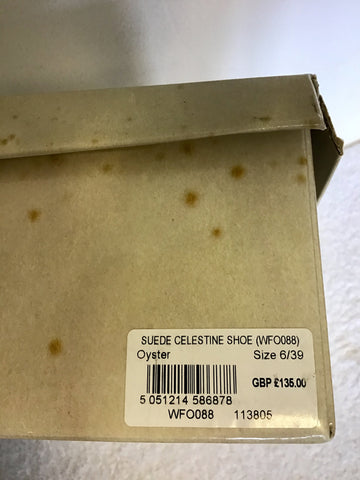 SUEDE CELESTINE SHOE (WFO088)
Oyster Size 6/39
GBP £135.00
5 051214 586878
WFO088 113805